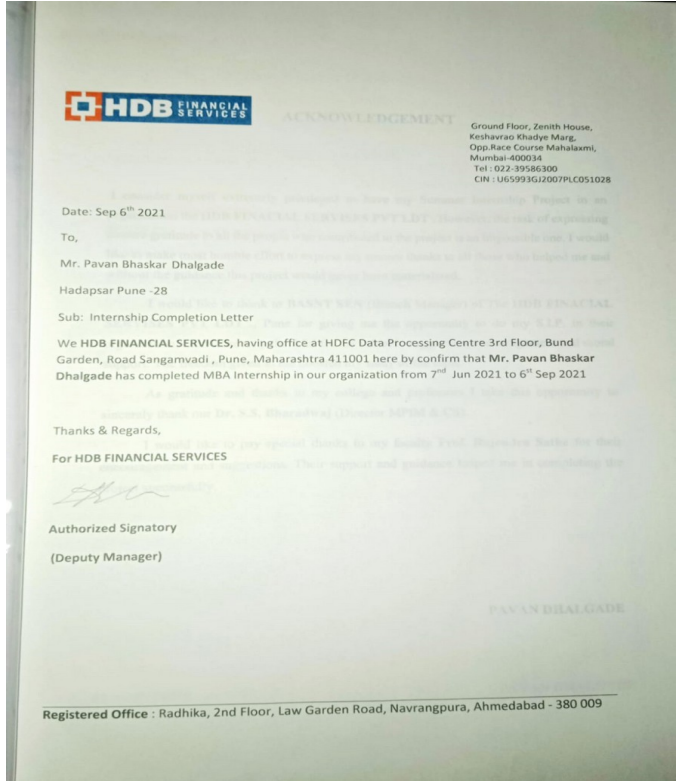 HDB FINANCIAL SERVICES
ACKNOWLEDGEMENT
Ground Floor, Zenith House,
Keshavrao Khadye Marg,
Opp.Race Course Mahalaxmi,
Mumbai-400034
Tel : 022-39586300
CIN : U65993GJ2007PLC051028
Date: Sep 6th 2021
To,
Mr. Pavan Bhaskar Dhalgade
Hadapsar Pune -28
Sub: Internship Completion Letter
We HDB FINANCIAL SERVICES, having office at HDFC Data Processing Centre 3rd Floor, Bund
Garden, Road Sangamvadi , Pune, Maharashtra 411001 here by confirm that Mr. Pavan Bhaskar
Dhalgade has completed MBA Internship in our organization from 7nd Jun 2021 to 6st Sep 2021
Thanks & Regards,
For HDB FINANCIAL SERVICES
Authorized Signatory
(Deputy Manager)
PAVAN DHALGADE
Registered Office : Radhika, 2nd Floor, Law Garden Road, Navrangpura, Ahmedabad - 380 009